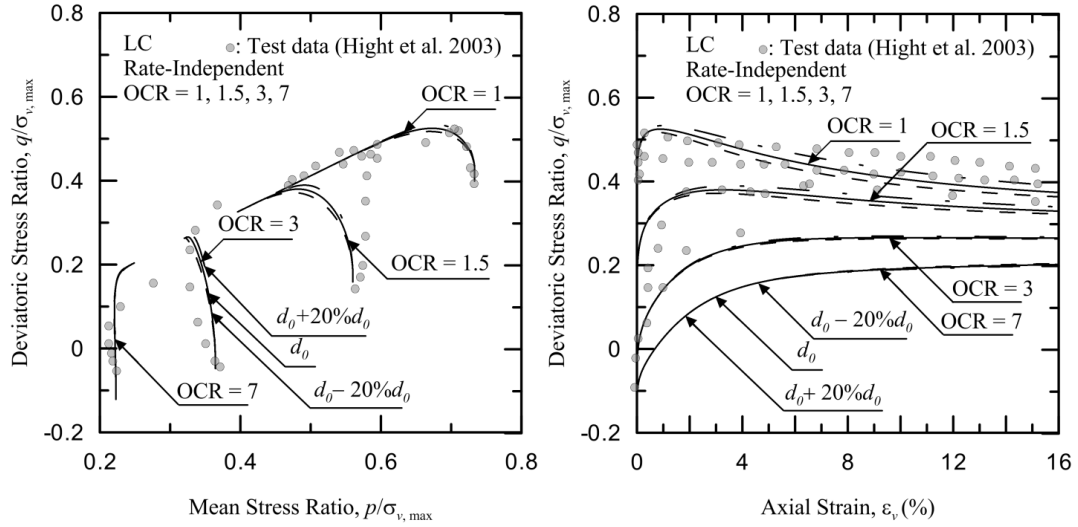 LC
: Test data (Hight et al. 2003)
Rate-Independent
OCR = 1, 1.5, 3, 7
OCR = 1
OCR = 3
OCR = 1.5
d₀+20%d₀
d₀
d₀– 20%d₀
OCR = 7
0.8
0.6
0.4
0.2
0
-0.2
0.2
0.4
0.6
0.8
Deviatoric Stress Ratio, q/σᵥ, ₘₐₓ
Mean Stress Ratio, p/σᵥ, ₘₐₓ
LC
: Test data (Hight et al. 2003)
Rate-Independent
OCR = 1, 1.5, 3, 7
OCR = 1
OCR = 1.5
OCR = 3
OCR = 7
d₀– 20%d₀
d₀
d₀+ 20%d₀
0.8
0.6
0.4
0.2
0
-0.2
0
4
8
12
16
Deviatoric Stress Ratio, q/σᵥ, ₘₐₓ
Axial Strain, εᵥ (%)